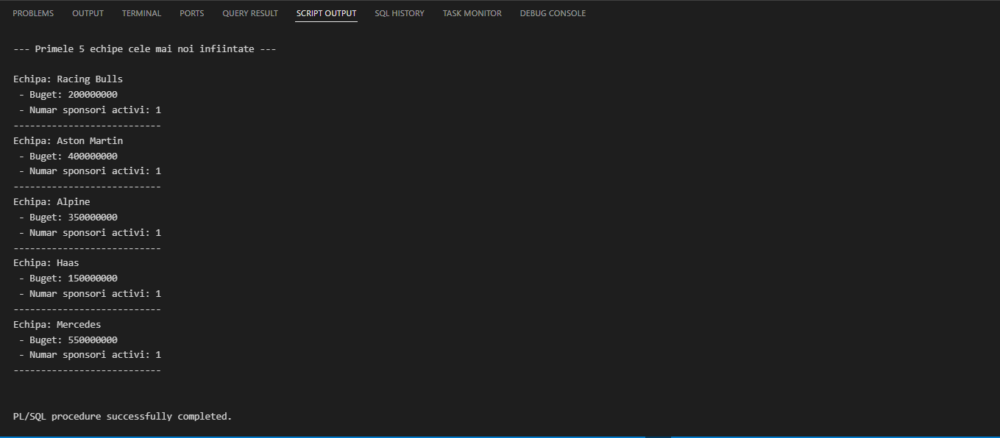 PROBLEMS OUTPUT TERMINAL PORTS QUERY RESULT SCRIPT OUTPUT SQL HISTORY TASK MONITOR DEBUG CONSOLE
--- Primele 5 echipe cele mai noi infiintate ---
Echipa: Racing Bulls
 - Buget: 200000000
 - Numar sponsori activi: 1
---------------------------
Echipa: Aston Martin
 - Buget: 400000000
 - Numar sponsori activi: 1
---------------------------
Echipa: Alpine
 - Buget: 350000000
 - Numar sponsori activi: 1
---------------------------
Echipa: Haas
 - Buget: 150000000
 - Numar sponsori activi: 1
---------------------------
Echipa: Mercedes
 - Buget: 550000000
 - Numar sponsori activi: 1
---------------------------
PL/SQL procedure successfully completed.